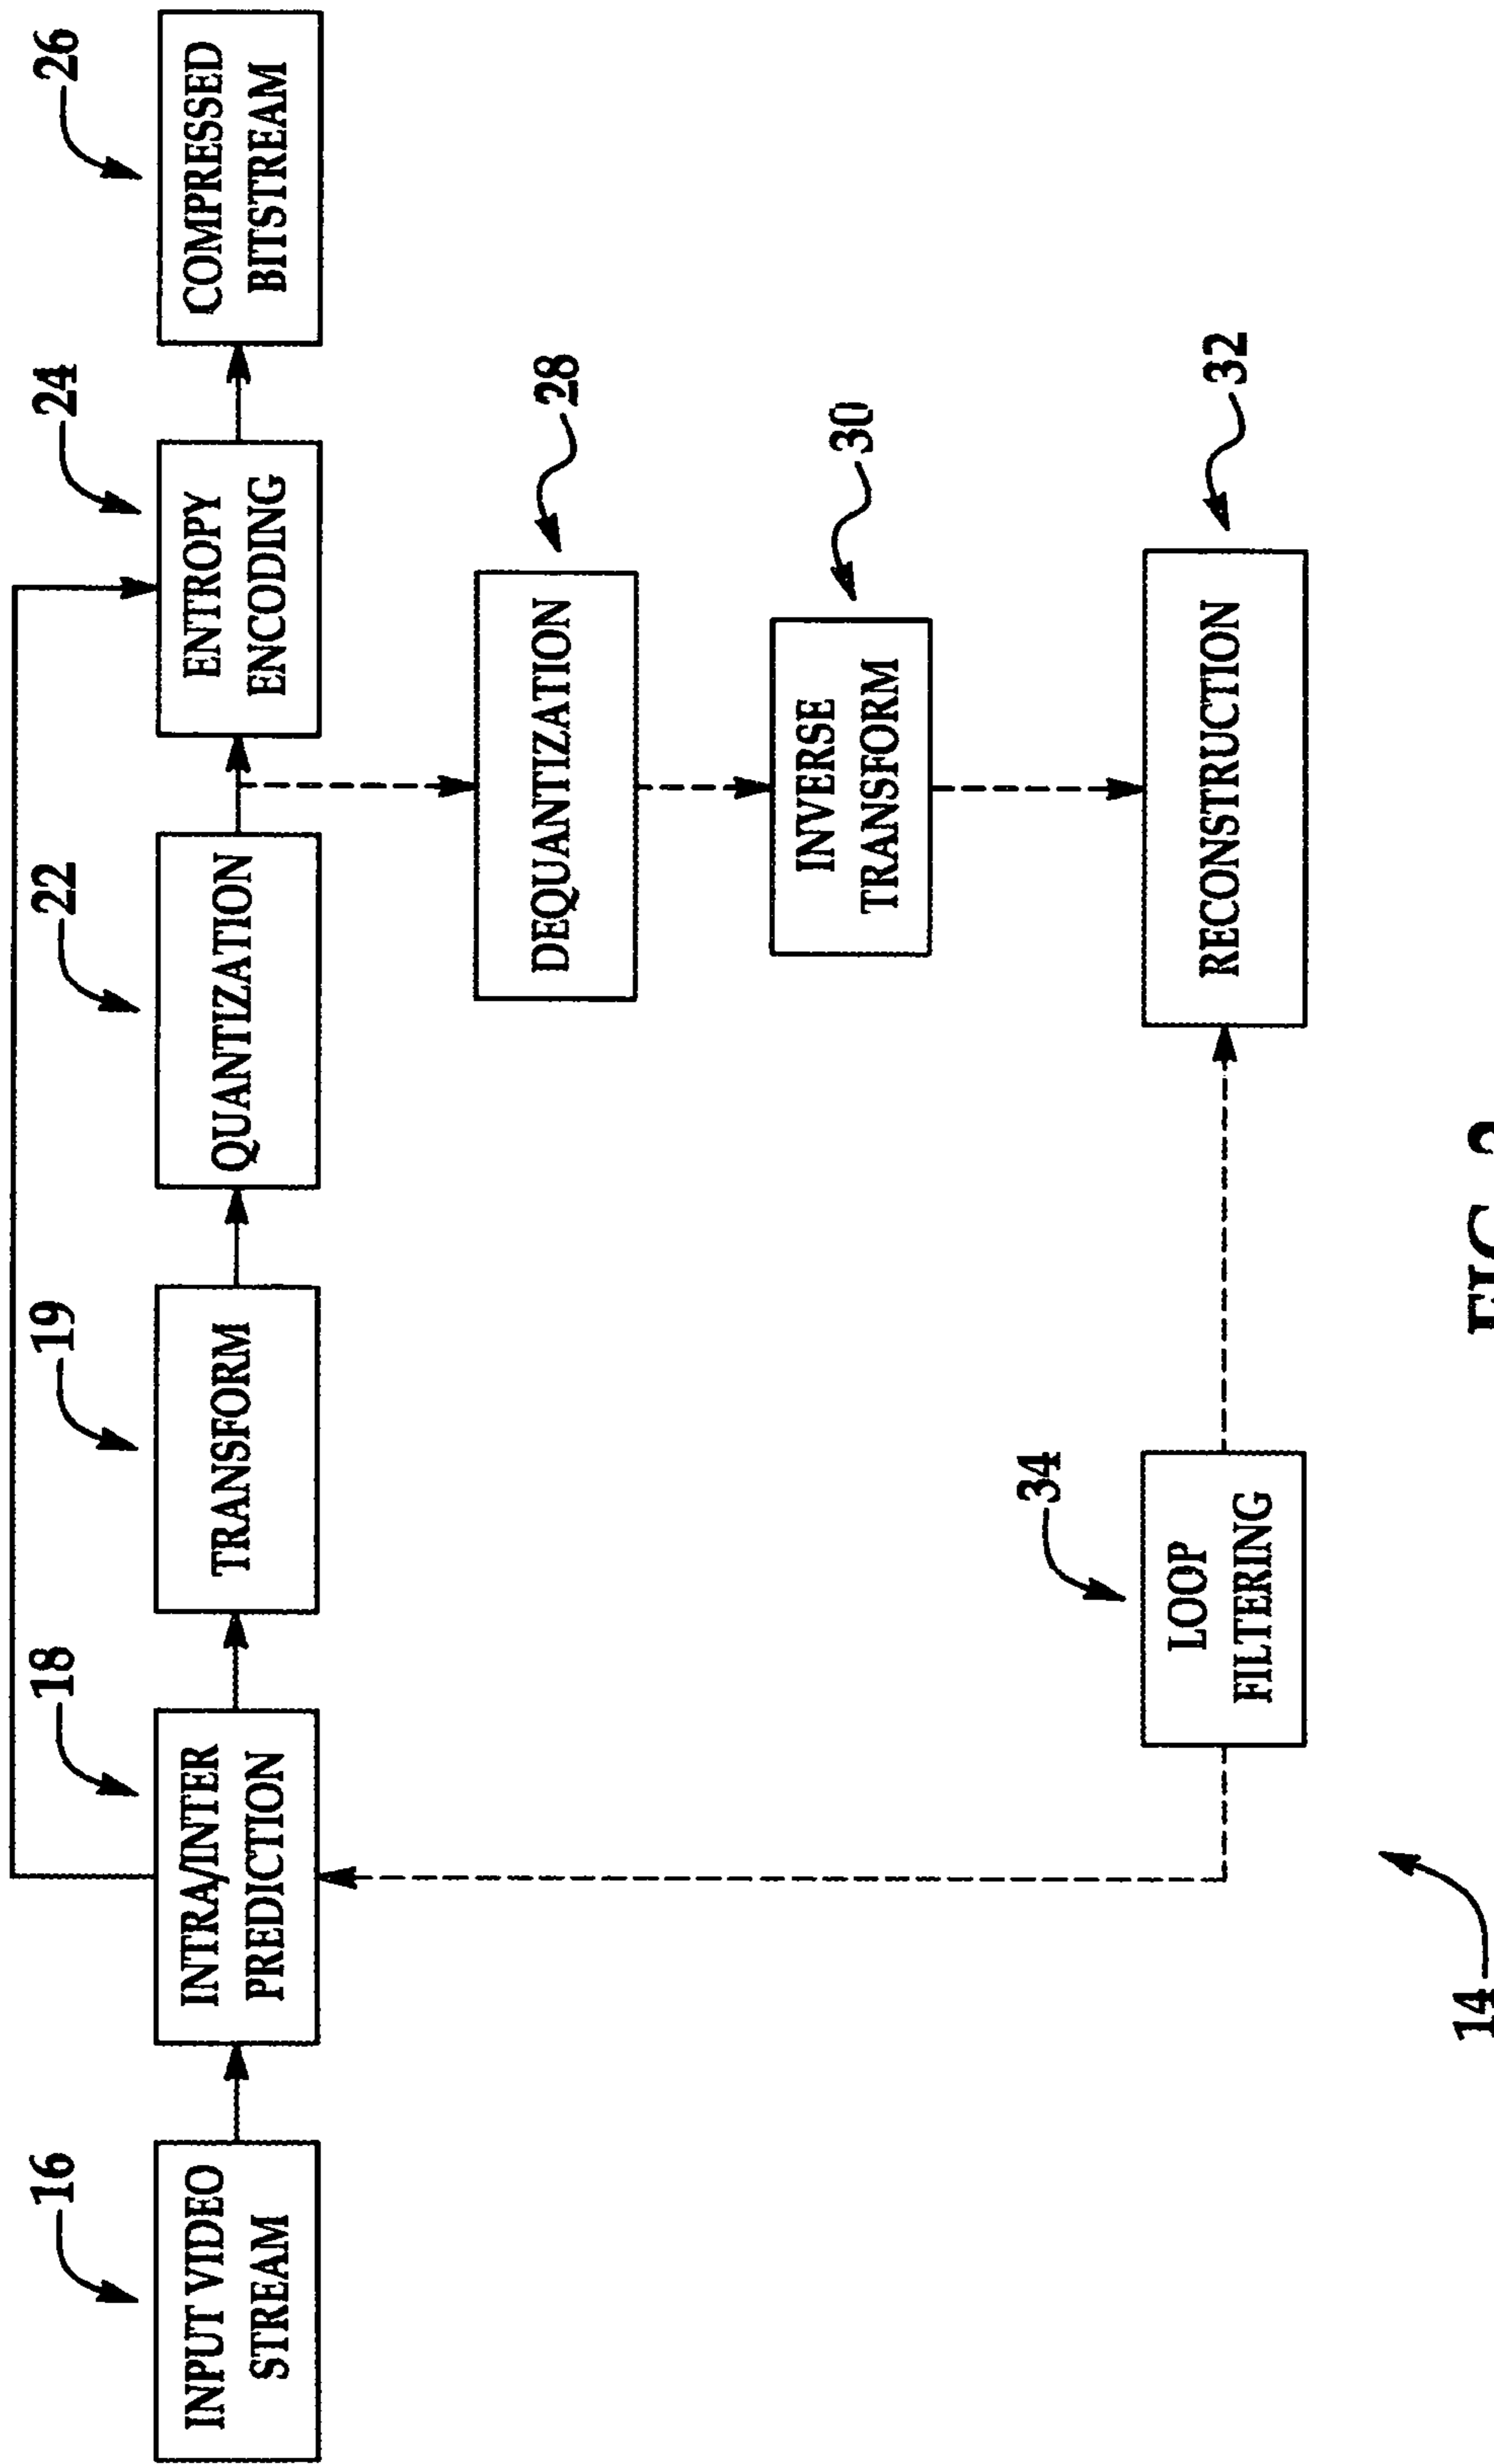 16
INPUT VIDEO
STREAM
18
INTRA/INTER
PREDICTION
19
TRANSFORM
22
QUANTIZATION
24
ENTROPY
ENCODING
26
COMPRESSED
BITSTREAM
28
DEQUANTIZATION
30
INVERSE
TRANSFORM
34
LOOP
FILTERING
32
RECONSTRUCTION
14